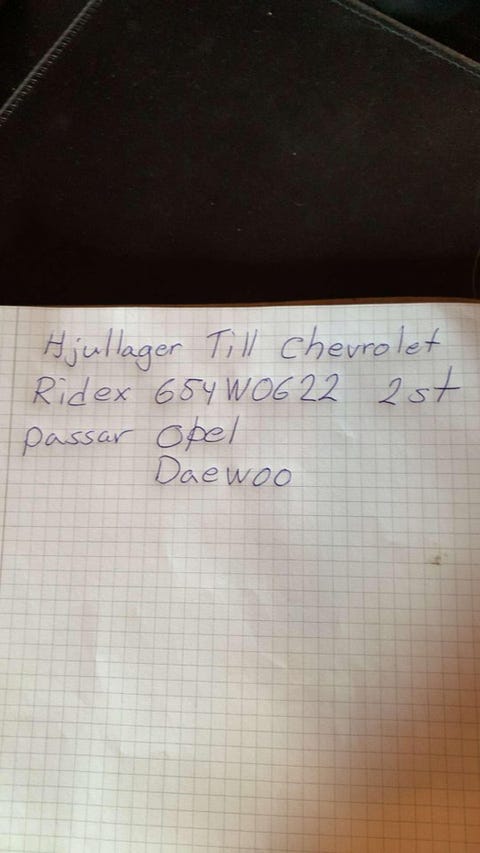 Hjullager Till Chevrolet
Ridex 654W0622 2st
passar Opel
Daewoo